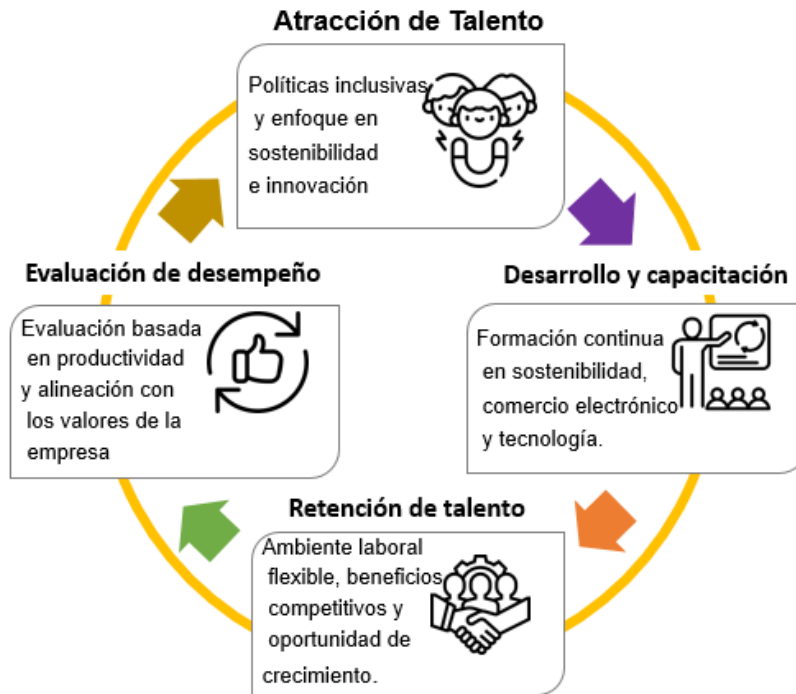 Atracción de Talento
Políticas inclusivas
y enfoque en
sostenibilidad
e innovación
Desarrollo y capacitación
Formación continua
en sostenibilidad,
comercio electrónico
y tecnología.
Retención de talento
Ambiente laboral
flexible, beneficios
competitivos y
oportunidad de
crecimiento.
Evaluación de desempeño
Evaluación basada
en productividad
y alineación con
los valores de la
empresa